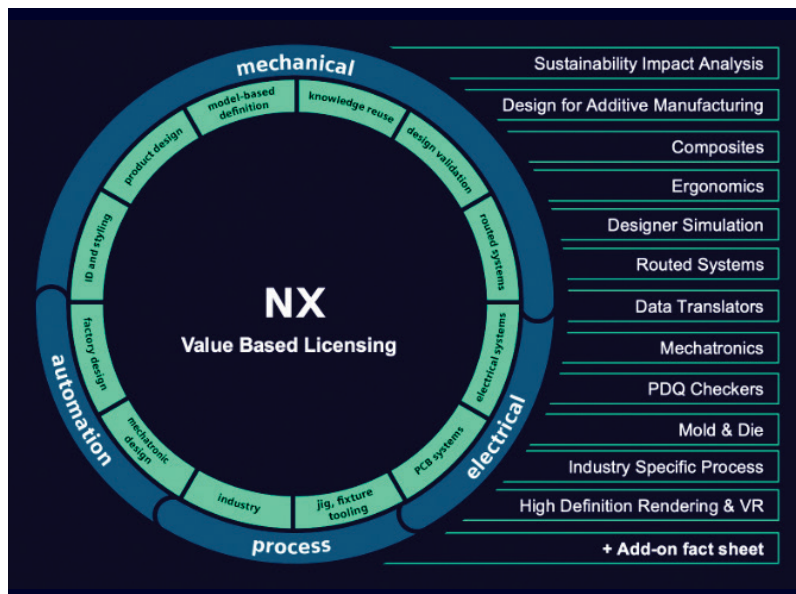 mechanical
model-based
definition
knowledge reuse
product design
design validation
ID and styling
routed systems
NX
Value Based Licensing
factory design
electrical systems
automation
mechatronic
design
PCB systems
electrical
industry
jig, fixture
tooling
process
Sustainability Impact Analysis
Design for Additive Manufacturing
Composites
Ergonomics
Designer Simulation
Routed Systems
Data Translators
Mechatronics
PDQ Checkers
Mold & Die
Industry Specific Process
High Definition Rendering & VR
+ Add-on fact sheet